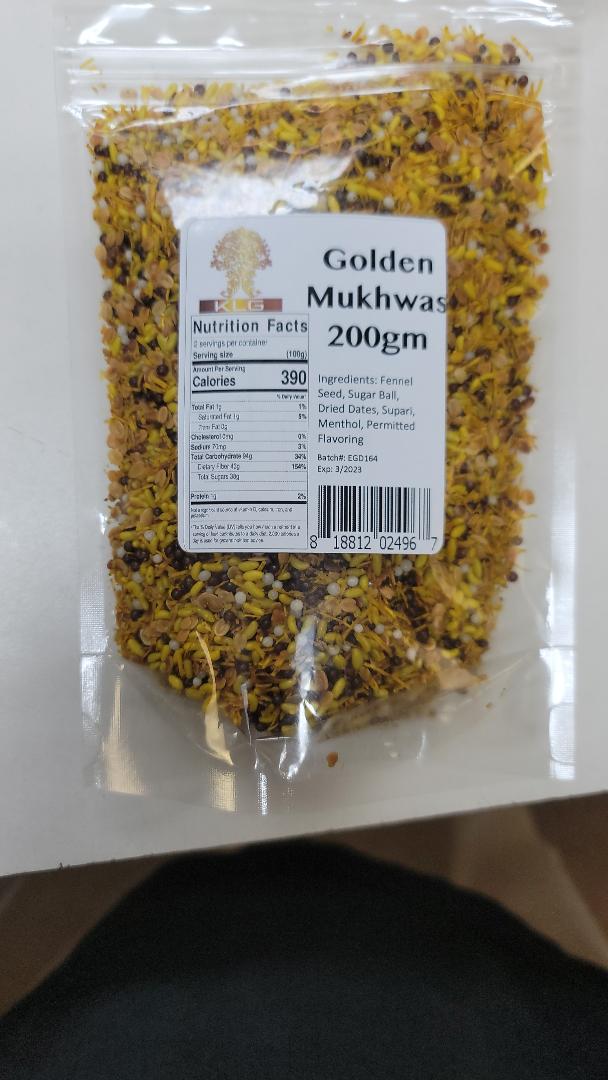 KLG
Golden
Mukhwas
200gm
Nutrition Facts
2 servings per container
Serving size (100g)
Amount Per Serving
Calories 390
% Daily Value*
Total Fat 1g 1%
Saturated Fat 1g 5%
Trans Fat 0g
Cholesterol 0mg 0%
Sodium 70mg 3%
Total Carbohydrate 94g 34%
Dietary Fiber 43g 154%
Total Sugars 38g
Protein 1g 2%
Ingredients: Fennel
Seed, Sugar Ball,
Dried Dates, Supari,
Menthol, Permitted
Flavoring
Batch#: EGD164
Exp: 3/2023
8 18812 02496 7